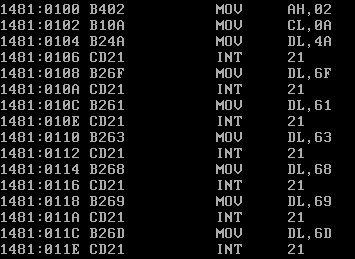 1481:0100 B402 MOV AH,02
1481:0102 B10A MOV CL,0A
1481:0104 B24A MOV DL,4A
1481:0106 CD21 INT 21
1481:0108 B26F MOV DL,6F
1481:010A CD21 INT 21
1481:010C B261 MOV DL,61
1481:010E CD21 INT 21
1481:0110 B263 MOV DL,63
1481:0112 CD21 INT 21
1481:0114 B268 MOV DL,68
1481:0116 CD21 INT 21
1481:0118 B269 MOV DL,69
1481:011A CD21 INT 21
1481:011C B26D MOV DL,6D
1481:011E CD21 INT 21